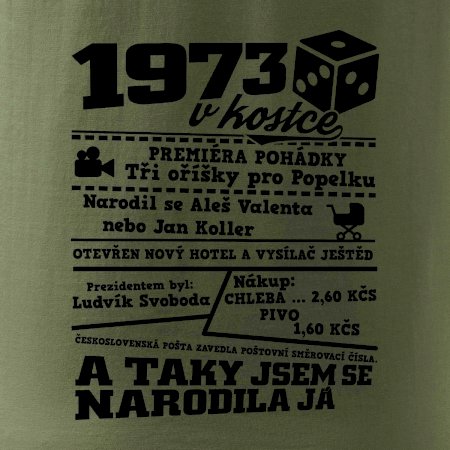 1973
v kostce
PREMIÉRA POHÁDKY
Tři oříšky pro Popelku
Narodil se Aleš Valenta
nebo Jan Koller
OTEVŘEN NOVÝ HOTEL A VYSÍLAČ JEŠTĚD
Prezidentem byl:
Ludvík Svoboda
Nákup:
CHLEBA ... 2,60 KČS
PIVO
1,60 KČS
ČESKOSLOVENSKÁ POŠTA ZAVEDLA POŠTOVNÍ SMĚROVACÍ ČÍSLA.
A TAKY JSEM SE
NARODILA JÁ